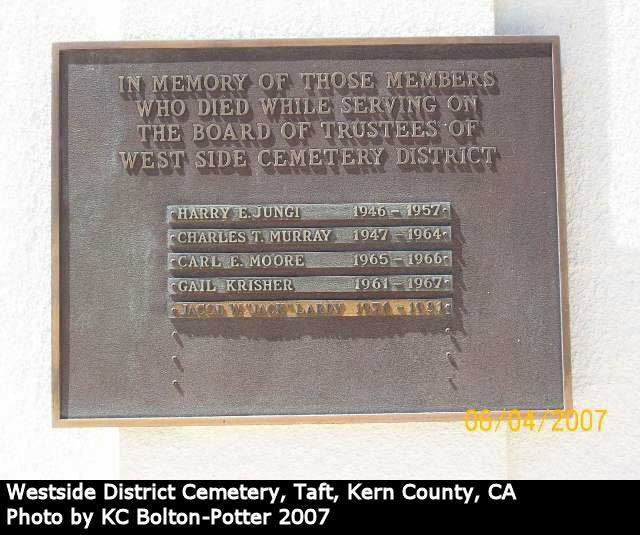 IN MEMORY OF THOSE MEMBERS
WHO DIED WHILE SERVING ON
THE BOARD OF TRUSTEES OF
WEST SIDE CEMETERY DISTRICT
HARRY E. JUNGI 1946 – 1957
CHARLES T. MURRAY 1947 – 1964
CARL E. MOORE 1965 – 1966
GAIL KRISHER 1961 – 1967
JACOB W. "JACK"
06/04/2007
Westside District Cemetery, Taft, Kern County, CA
Photo by KC Bolton-Potter 2007